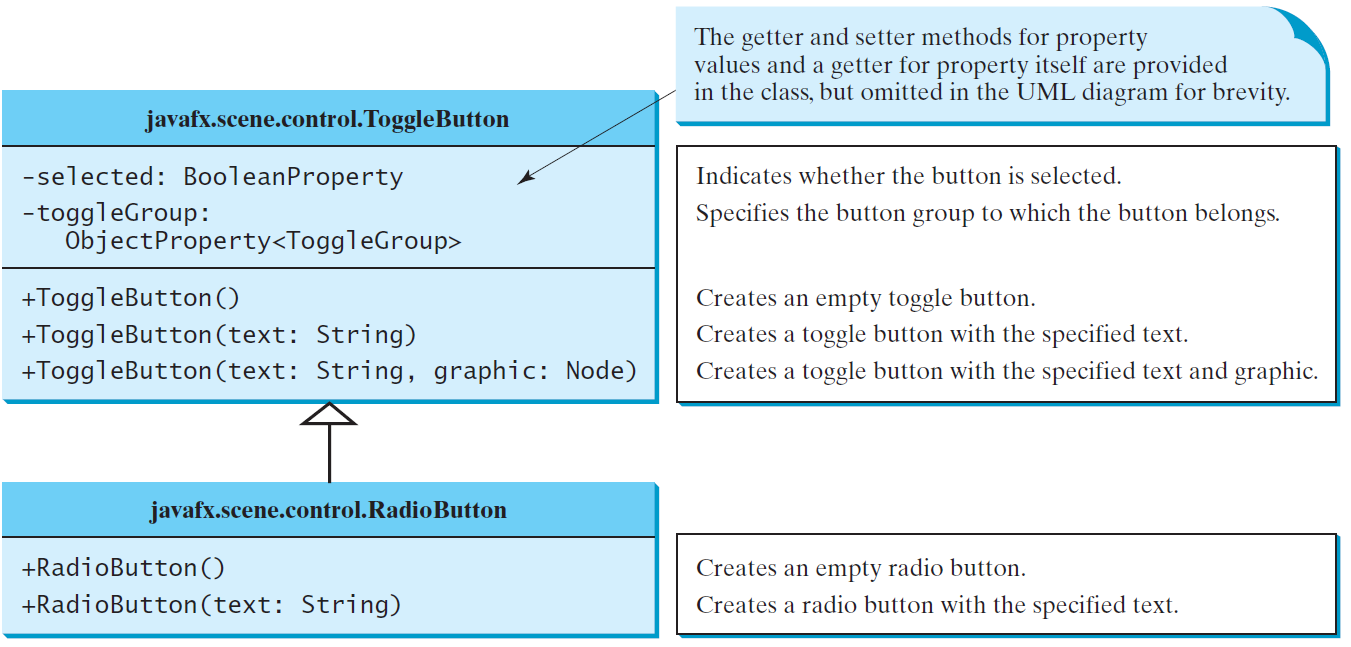 The getter and setter methods for property
values and a getter for property itself are provided
in the class, but omitted in the UML diagram for brevity.
javafx.scene.control.ToggleButton
-selected: BooleanProperty
Indicates whether the button is selected.
-toggleGroup:
Specifies the button group to which the button belongs.
ObjectProperty<ToggleGroup>
+ToggleButton()
Creates an empty toggle button.
+ToggleButton(text: String)
Creates a toggle button with the specified text.
+ToggleButton(text: String, graphic: Node)
Creates a toggle button with the specified text and graphic.
javafx.scene.control.RadioButton
+RadioButton()
Creates an empty radio button.
+RadioButton(text: String)
Creates a radio button with the specified text.